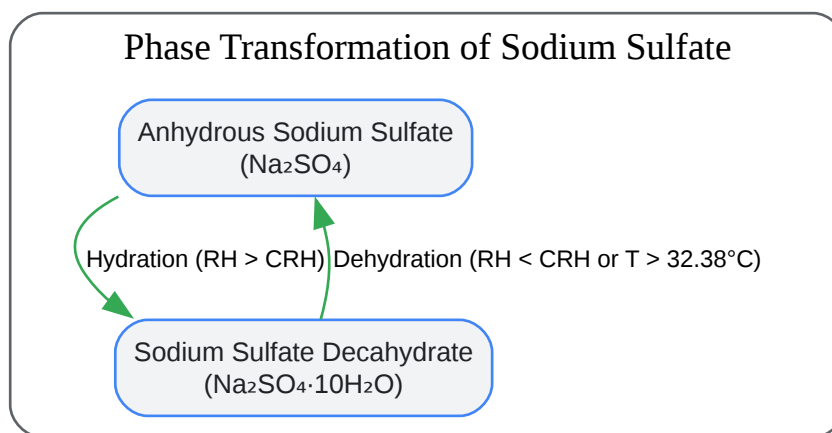 Phase Transformation of Sodium Sulfate
Anhydrous Sodium Sulfate
(Na₂SO₄)
Hydration (RH > CRH)
Dehydration (RH < CRH or T > 32.38°C)
Sodium Sulfate Decahydrate
(Na₂SO₄·10H₂O)